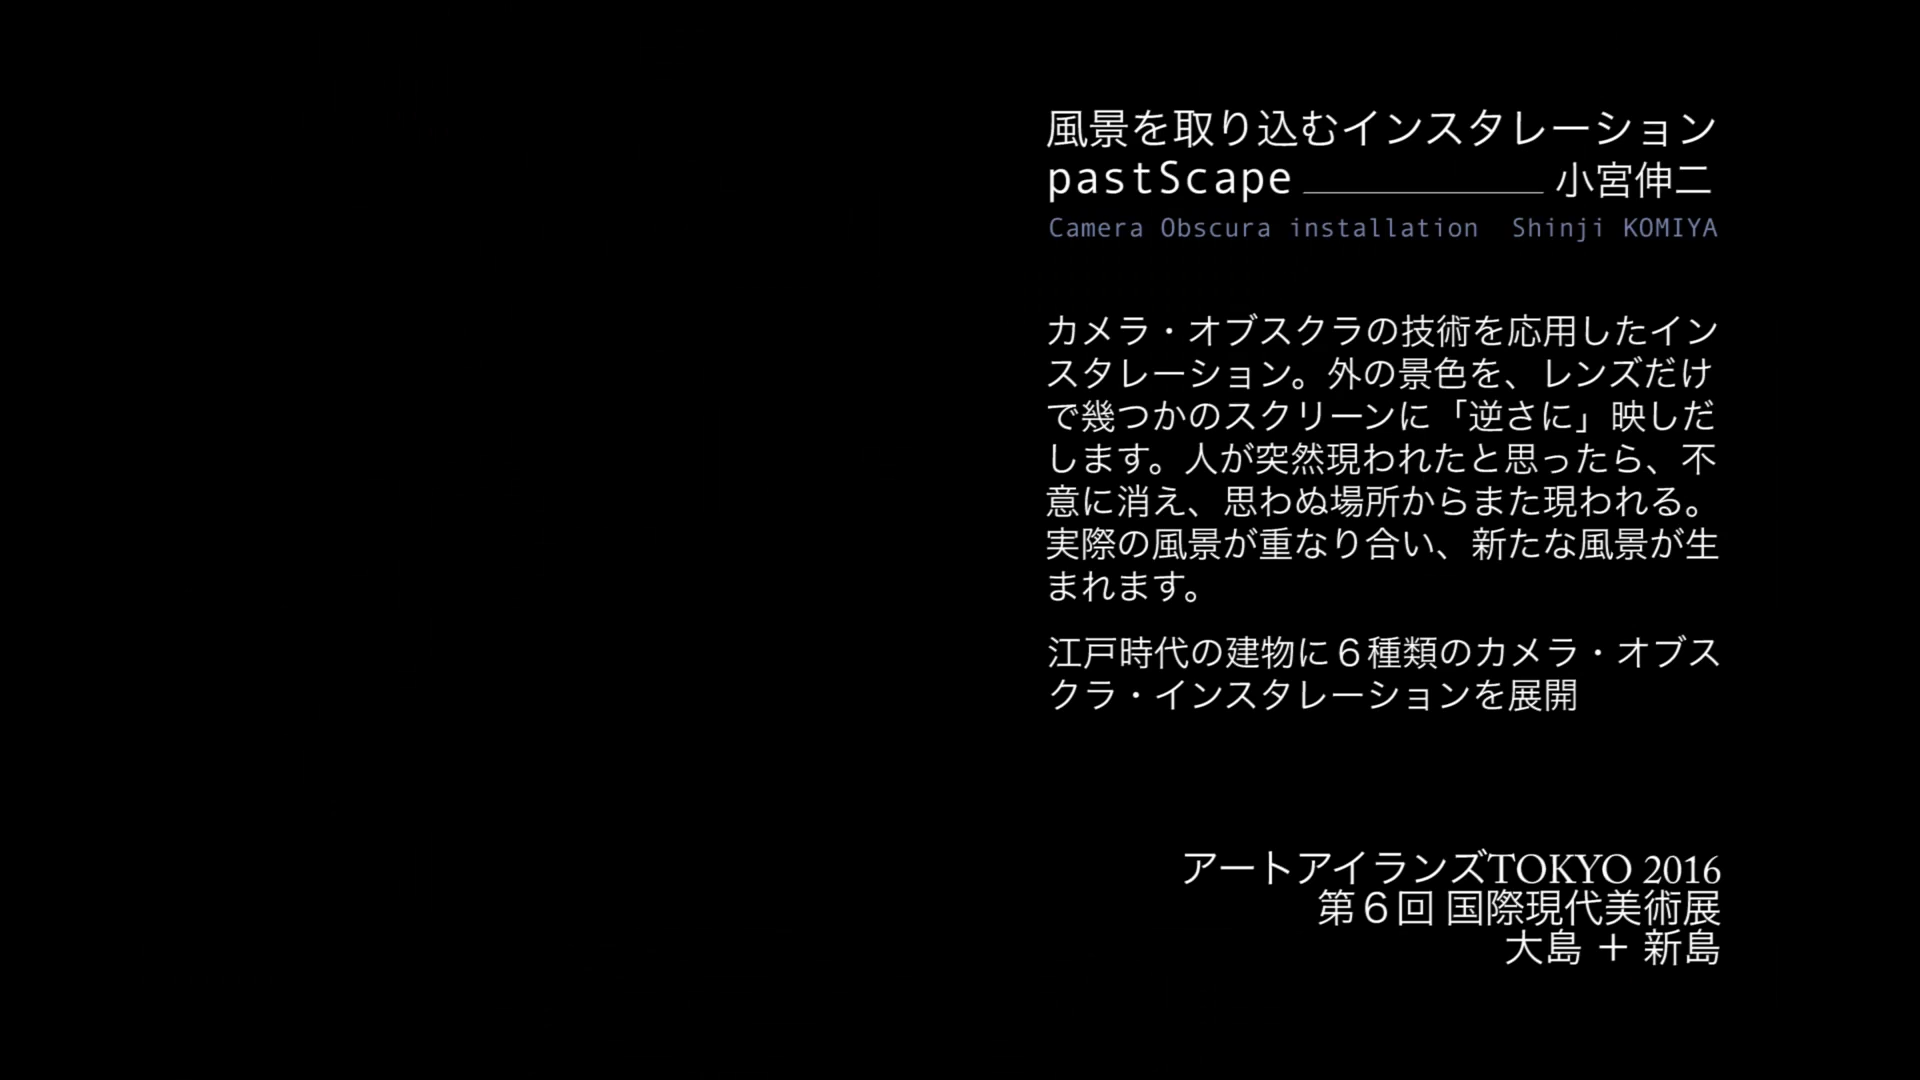 風景を取り込むインスタレーション
pastScape 小宮伸二
Camera Obscura installation Shinji KOMIYA
カメラ・オブスクラの技術を応用したイン
スタレーション。外の景色を、レンズだけ
で幾つかのスクリーンに「逆さに」映しだ
します。人が突然現われたと思ったら、不
意に消え、思わぬ場所からまた現われる。
実際の風景が重なり合い、新たな風景が生
まれます。
江戸時代の建物に６種類のカメラ・オブス
クラ・インスタレーションを展開
アートアイランズTOKYO 2016
第６回 国際現代美術展
大島 ＋ 新島